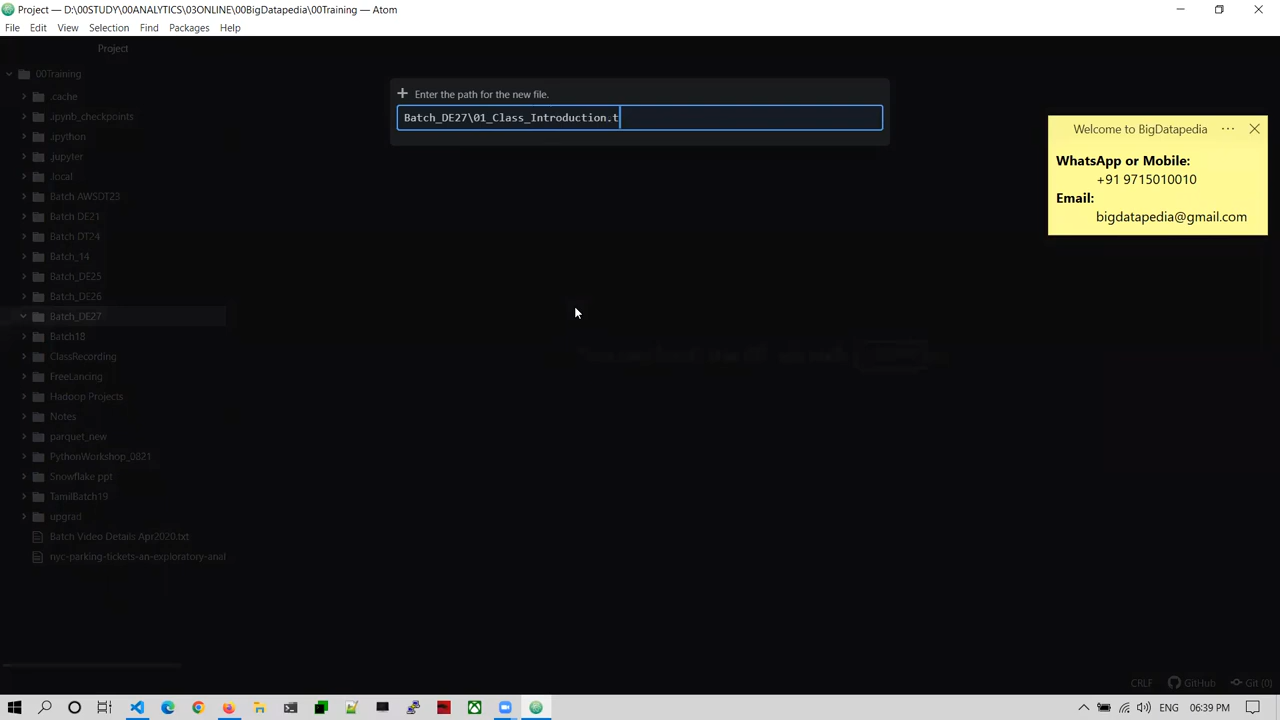 Project — D:\00STUDY\00ANALYTICS\03ONLINE\00BigDatapedia\00Training — Atom
File Edit View Selection Find Packages Help
Project
00Training
.cache
.ipynb_checkpoints
.ipython
.jupyter
.local
Batch AWSDT23
Batch DE21
Batch DT24
Batch_14
Batch_DE25
Batch_DE26
Batch_DE27
Batch18
ClassRecording
FreeLancing
Hadoop Projects
Notes
parquet_new
PythonWorkshop_0821
Snowflake ppt
TamilBatch19
upgrad
Batch Video Details Apr2020.txt
nyc-parking-tickets-an-exploratory-anal
Enter the path for the new file.
Batch_DE27\01_Class_Introduction.t
Welcome to BigDatapedia
WhatsApp or Mobile:
+91 9715010010
Email:
bigdatapedia@gmail.com
CRLF GitHub Git (0)
ENG 06:39 PM